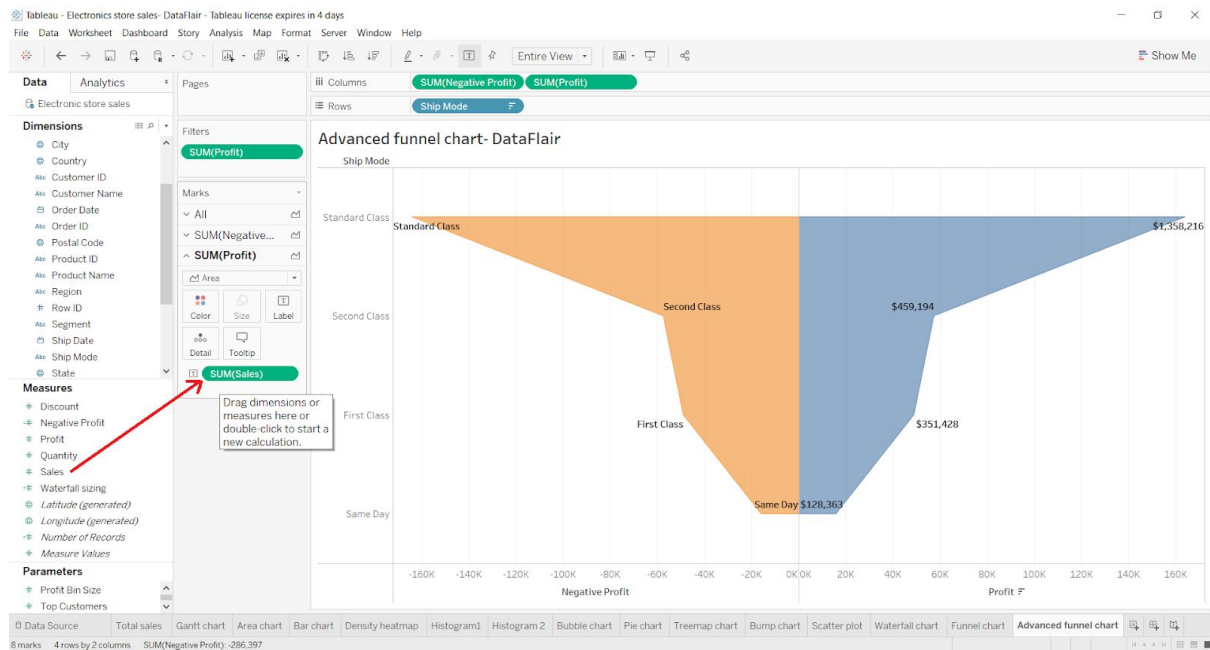 Tableau - Electronics store sales- DataFlair - Tableau license expires in 4 days
File Data Worksheet Dashboard Story Analysis Map Format Server Window Help
Entire View
Show Me
Data Analytics
Electronic store sales
Dimensions
City
Country
Abc Customer ID
Abc Customer Name
Order Date
Abc Order ID
Postal Code
Abc Product ID
Abc Product Name
Abc Region
# Row ID
Abc Segment
Ship Date
Abc Ship Mode
State
Measures
# Discount
=# Negative Profit
# Profit
# Quantity
# Sales
=# Waterfall sizing
Latitude (generated)
Longitude (generated)
=# Number of Records
# Measure Values
Parameters
# Profit Bin Size
# Top Customers
Pages
Filters
SUM(Profit)
Marks
All
SUM(Negative...
SUM(Profit)
Area
Color Size Label
Detail Tooltip
SUM(Sales)
Drag dimensions or
measures here or
double-click to start a
new calculation.
Columns SUM(Negative Profit) SUM(Profit)
Rows Ship Mode
Advanced funnel chart- DataFlair
Ship Mode
Standard Class
Standard Class $1,358,216
Second Class $459,194
Second Class
First Class
First Class $351,428
Same Day $128,363
Same Day
-160K -140K -120K -100K -80K -60K -40K -20K 0K 0K 20K 40K 60K 80K 100K 120K 140K 160K
Negative Profit Profit
Data Source Total sales Gantt chart Area chart Bar chart Density heatmap Histogram1 Histogram 2 Bubble chart Pie chart Treemap chart Bump chart Scatter plot Waterfall chart Funnel chart Advanced funnel chart
8 marks 4 rows by 2 columns SUM(Negative Profit): -286,397